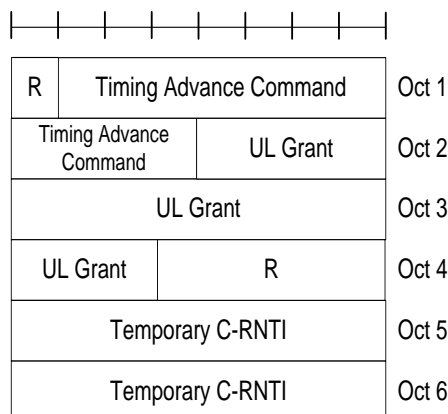 R Timing Advance Command Oct 1
Timing Advance
Command UL Grant Oct 2
UL Grant Oct 3
UL Grant R Oct 4
Temporary C-RNTI Oct 5
Temporary C-RNTI Oct 6